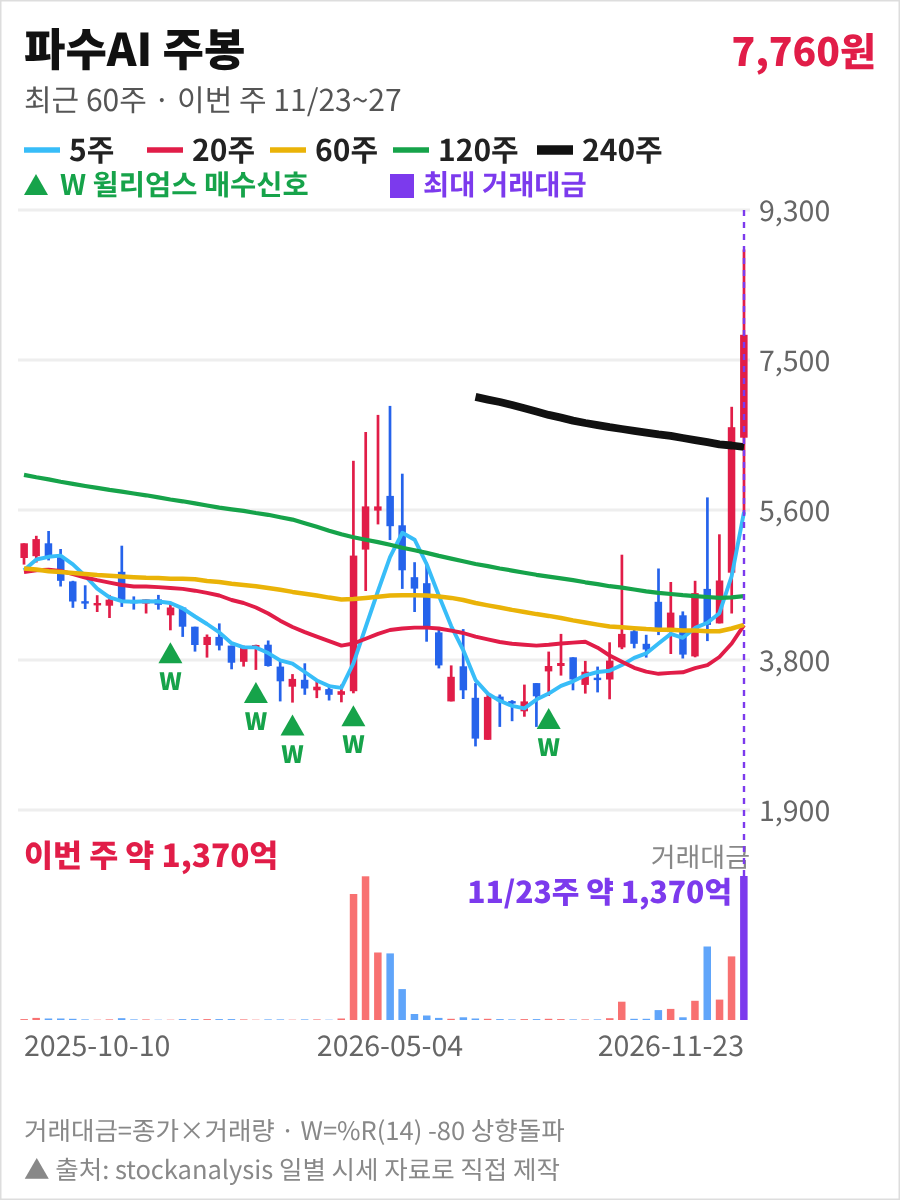 파수AI 주봉
7,760원
최근 60주 · 이번 주 11/23~27
5주 20주 60주 120주 240주
▲ W 윌리엄스 매수신호 ■ 최대 거래대금
9,300
7,500
5,600
3,800
W
W
W
W
W
1,900
이번 주 약 1,370억
거래대금
11/23주 약 1,370억
2025-10-10 2026-05-04 2026-11-23
거래대금=종가×거래량 · W=%R(14) -80 상향돌파
▲ 출처: stockanalysis 일별 시세 자료로 직접 제작